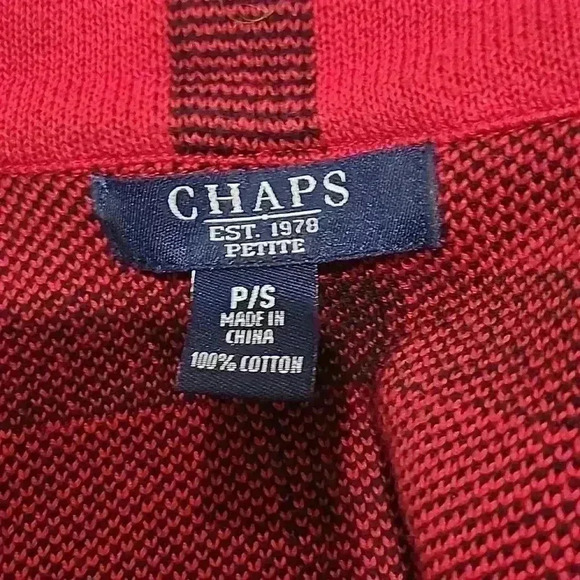 CHAPS
EST. 1978
PETITE
P/S
MADE IN
CHINA
100% COTTON